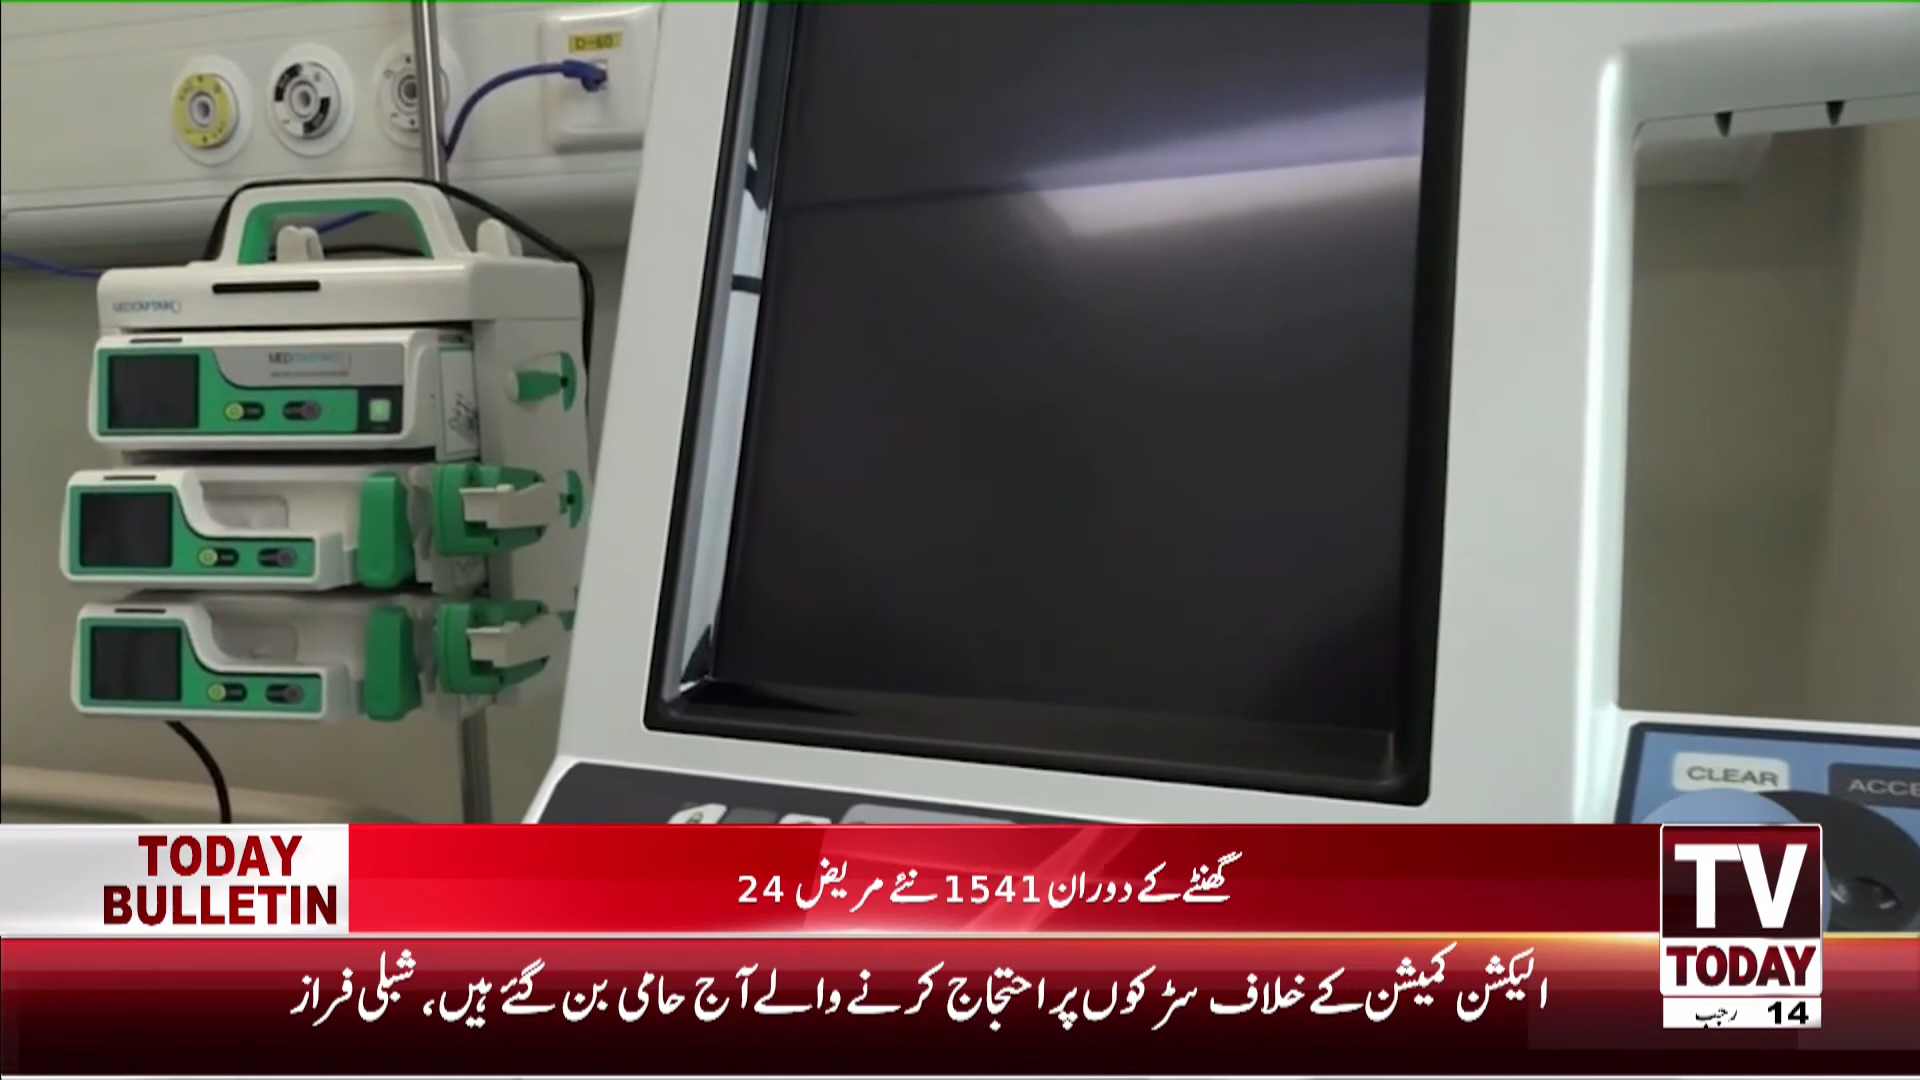 D-60
MEDCAPTAIN
CLEAR
TODAY
BULLETIN
گھنٹے کے دوران 1541 نئے مریض 24
الیکشن کمیشن کے خلاف سڑکوں پر احتجاج کرنے والے آج حامی بن گئے ہیں، شبلی فراز
TV
TODAY
14 رجب